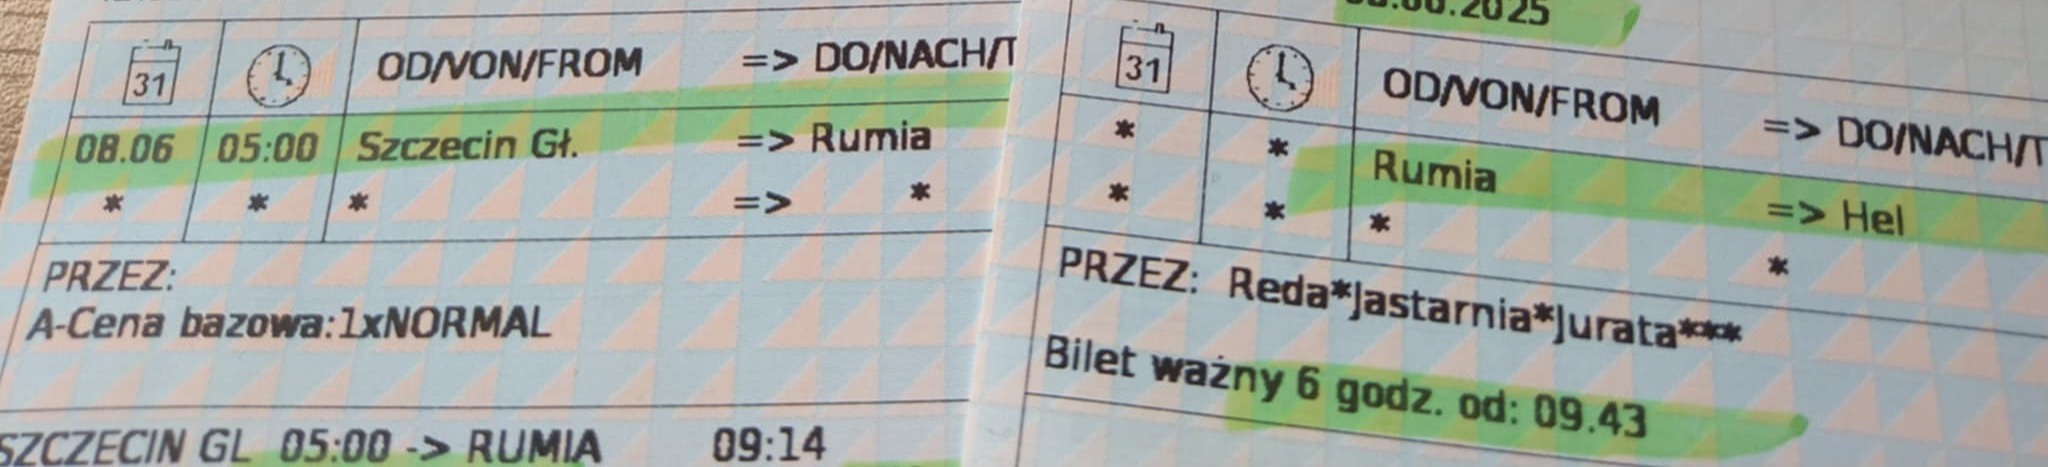 31
OD/VON/FROM => DO/NACH/T
08.06 05:00 Szczecin Gł. => Rumia
* * * => *
PRZEZ:
A-Cena bazowa:1xNORMAL
SZCZECIN GL 05:00 -> RUMIA 09:14
.2025
31
OD/VON/FROM => DO/NACH/T
* * Rumia => Hel
* * * *
PRZEZ: Reda*Jastarnia*Jurata***
Bilet ważny 6 godz. od: 09.43